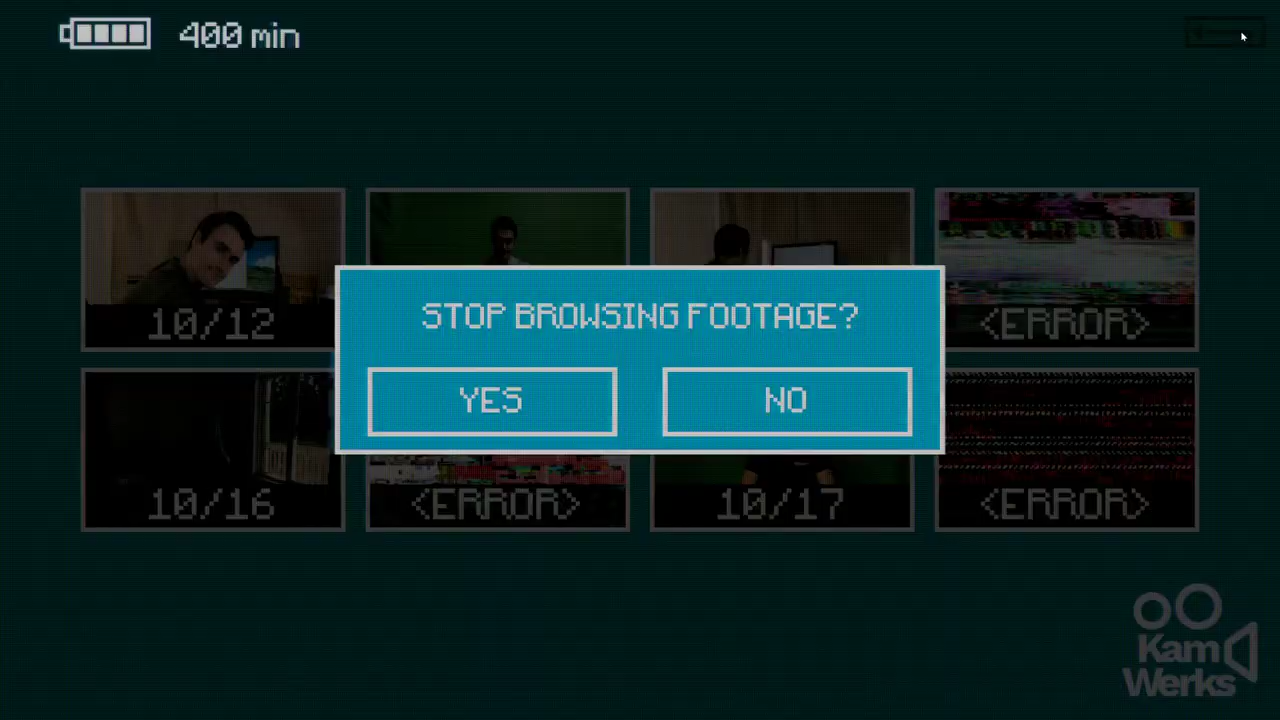 400 min
10/12
<ERROR>
STOP BROWSING FOOTAGE?
YES
NO
10/16
<ERROR>
10/17
<ERROR>
Kam
Werks